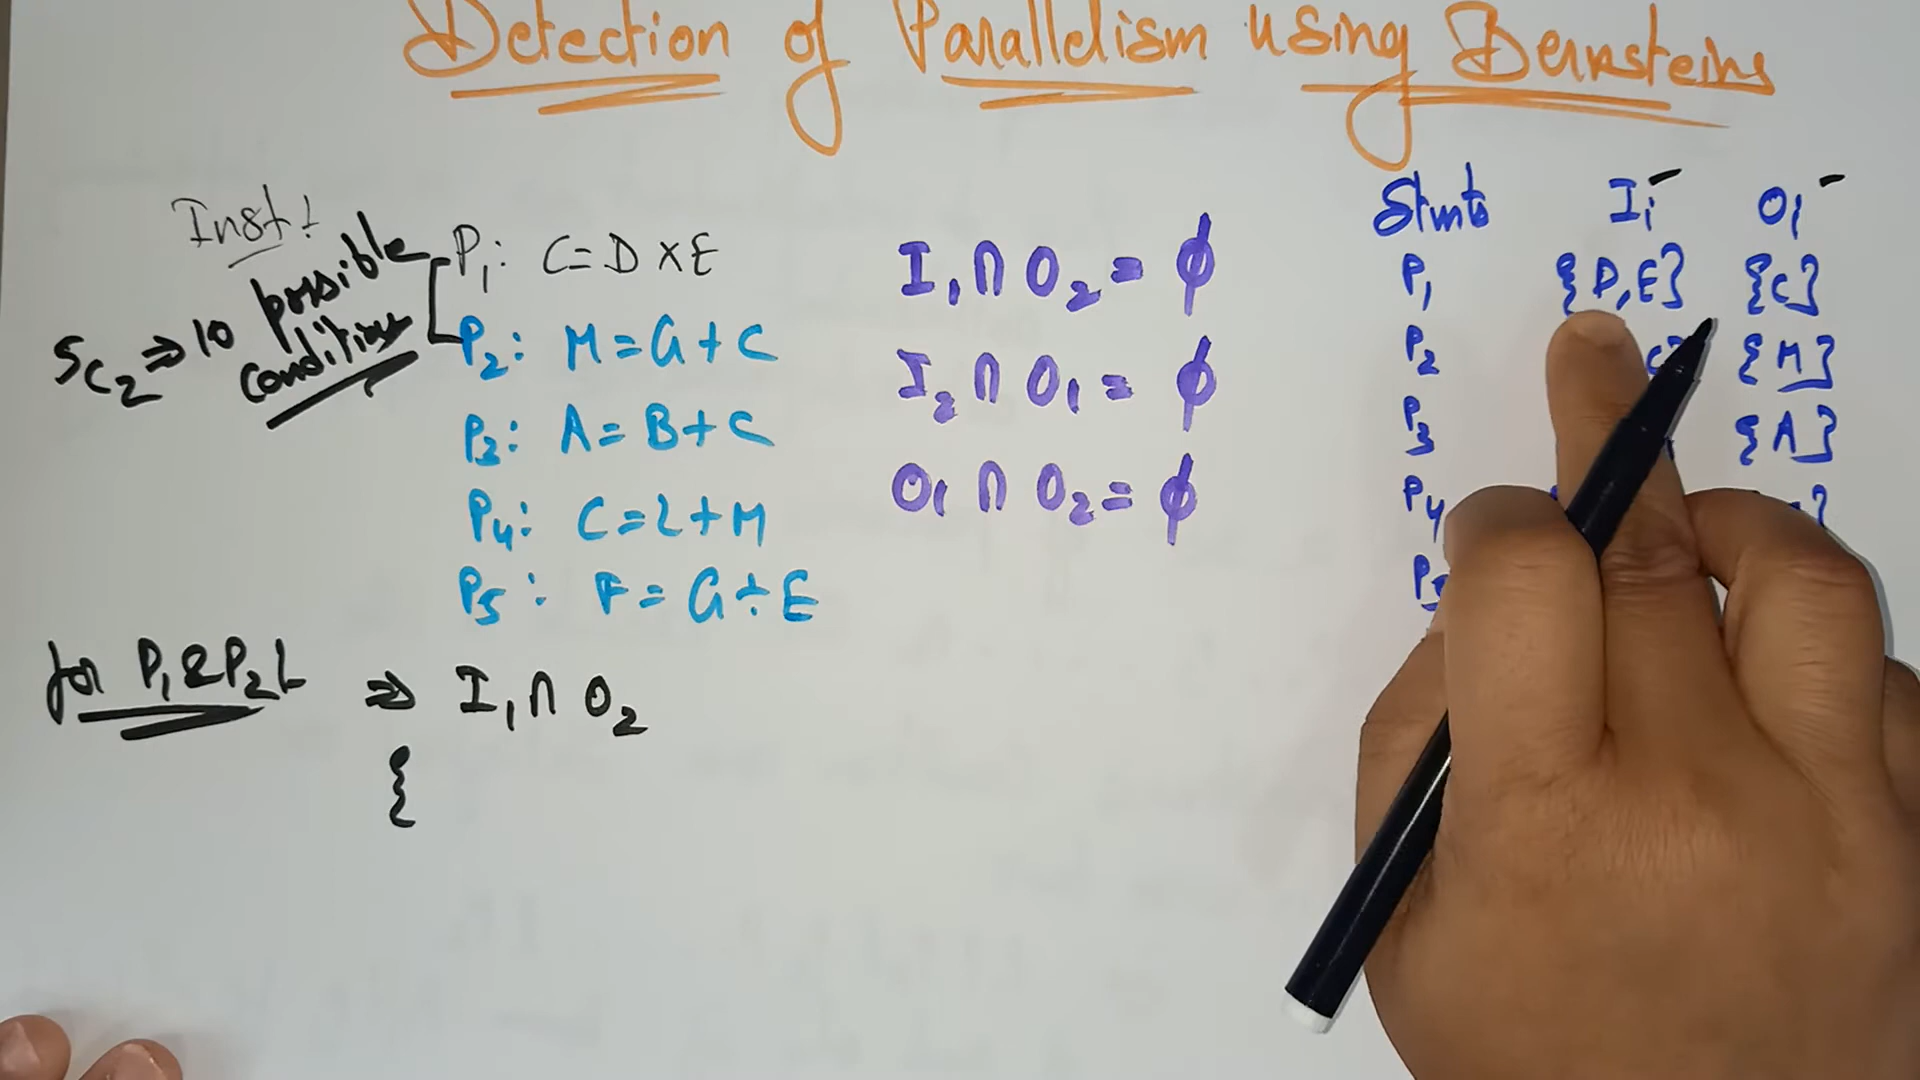 Detection of Parallelism using Bernsteins
Inst!
P1: C = D × E
P2: M = G + C
P3: A = B + C
P4: C = L + M
P5: F = G ÷ E
5C2 ⇒ 10 possible conditions
I1 ∩ O2 = ϕ
I2 ∩ O1 = ϕ
O1 ∩ O2 = ϕ
Stmts Ii Oi
P1 {D,E} {C}
P2 C} {M}
P3 {A}
P4 }
P5
for P1 & P2 ⇒ I1 ∩ O2
{